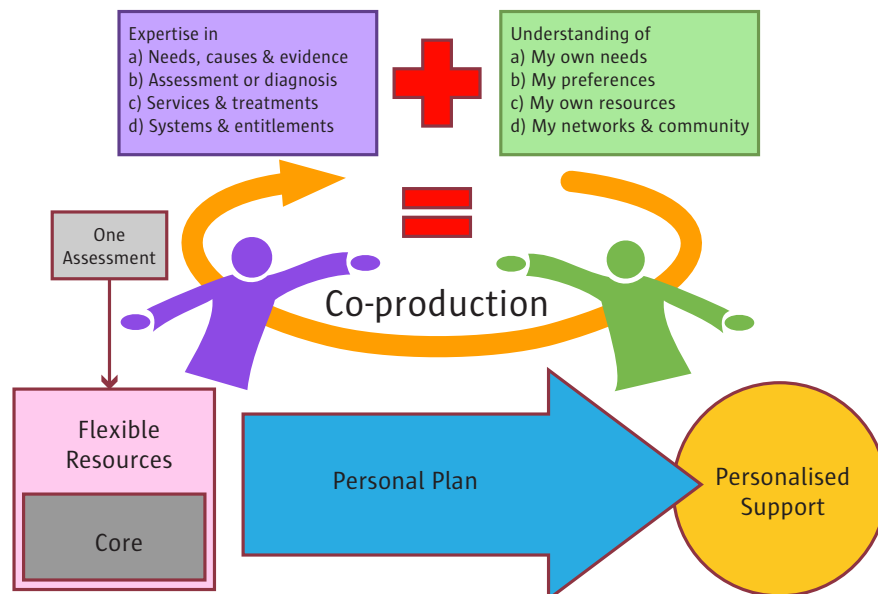 Expertise in
a) Needs, causes & evidence
b) Assessment or diagnosis
c) Services & treatments
d) Systems & entitlements
Understanding of
a) My own needs
b) My preferences
c) My own resources
d) My networks & community
One
Assessment
Co-production
Flexible
Resources
Core
Personal Plan
Personalised
Support